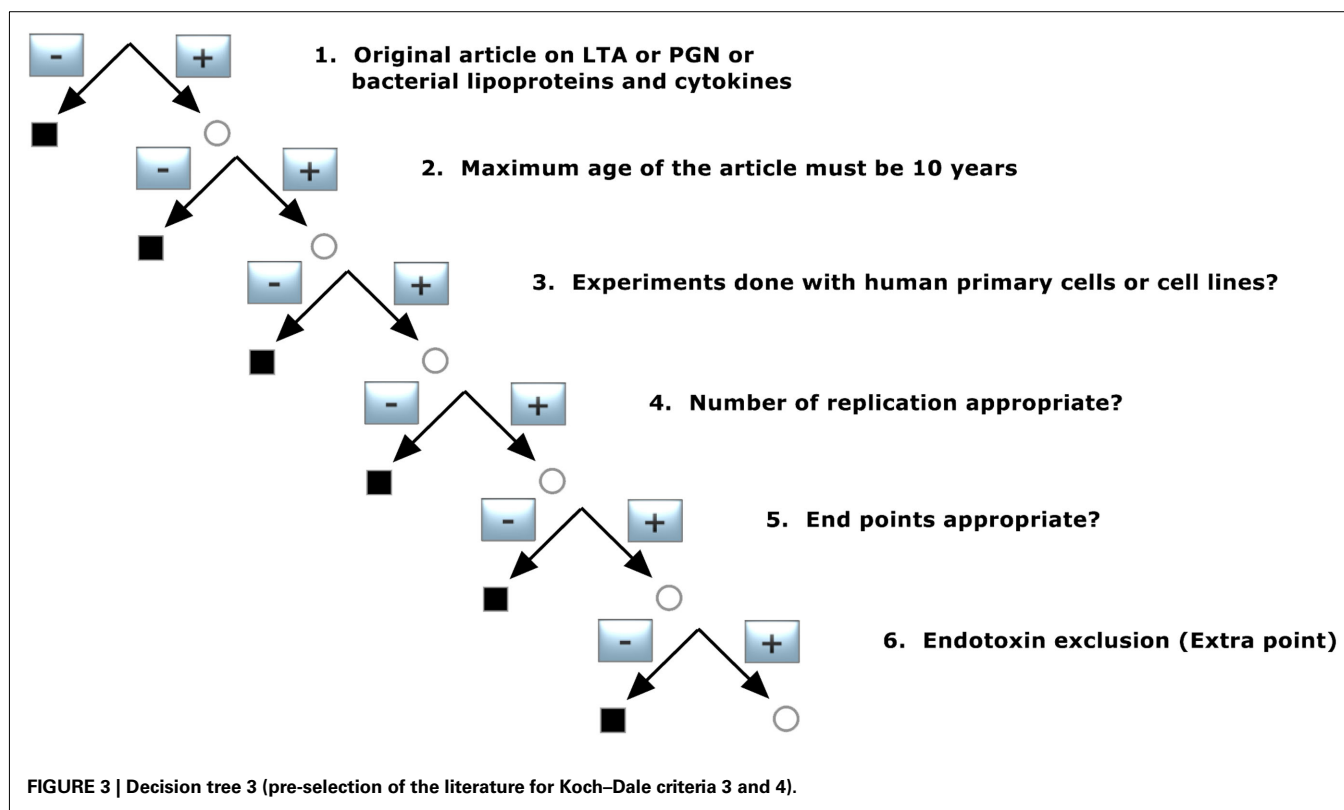 - +
1. Original article on LTA or PGN or
bacterial lipoproteins and cytokines
- +
2. Maximum age of the article must be 10 years
- +
3. Experiments done with human primary cells or cell lines?
- +
4. Number of replication appropriate?
- +
5. End points appropriate?
- +
6. Endotoxin exclusion (Extra point)
FIGURE 3 | Decision tree 3 (pre-selection of the literature for Koch–Dale criteria 3 and 4).